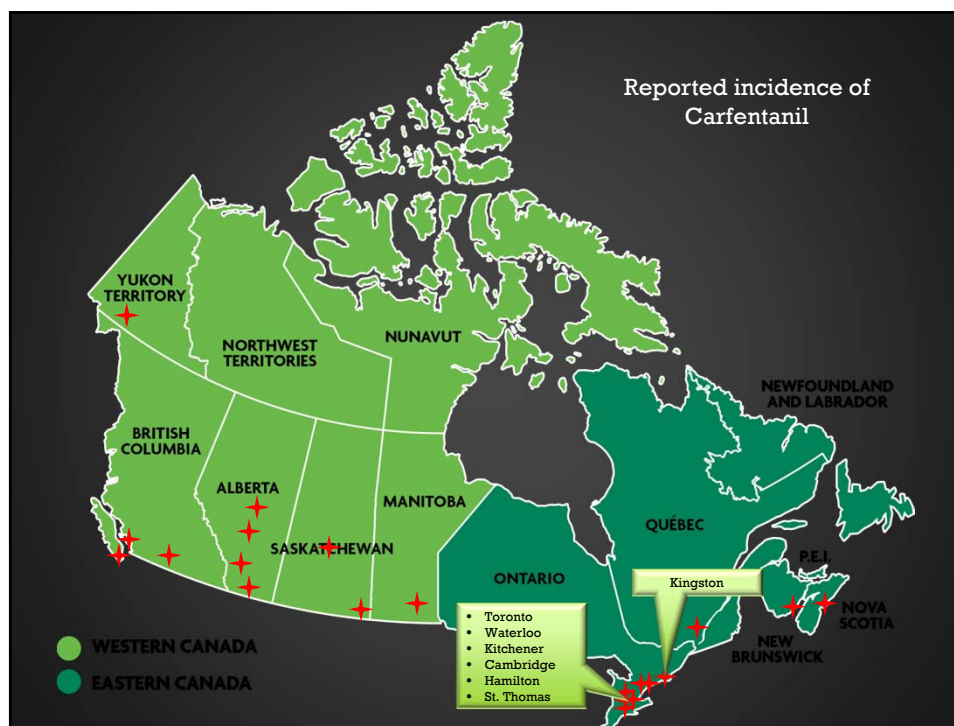 Reported incidence of
Carfentanil
YUKON
TERRITORY
NORTHWEST
TERRITORIES
NUNAVUT
NEWFOUNDLAND
AND LABRADOR
BRITISH
COLUMBIA
ALBERTA
MANITOBA
SASKATCHEWAN
QUÉBEC
P.E.I.
ONTARIO
Kingston
NOVA
SCOTIA
NEW
BRUNSWICK
• Toronto
• Waterloo
• Kitchener
• Cambridge
• Hamilton
• St. Thomas
WESTERN CANADA
EASTERN CANADA